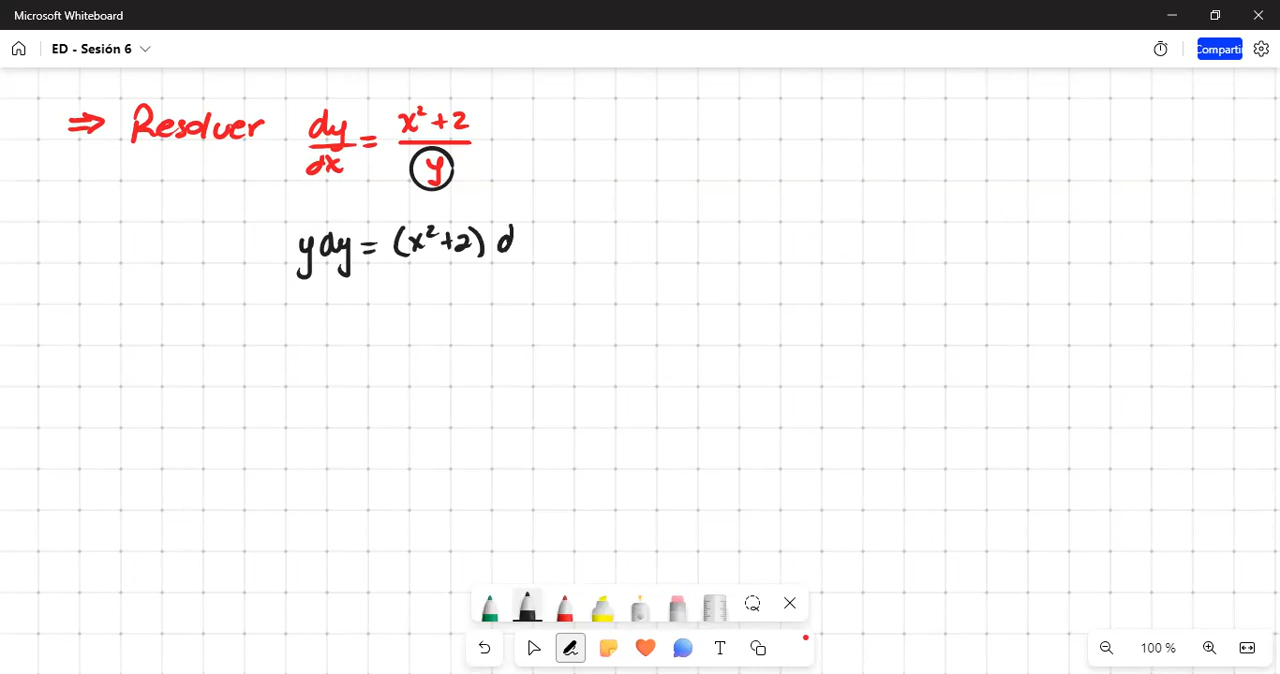 Microsoft Whiteboard
ED - Sesión 6
Compartir
⇒ Resolver dy/dx = (x² + 2)/y
y dy = (x² + 2) d
100 %